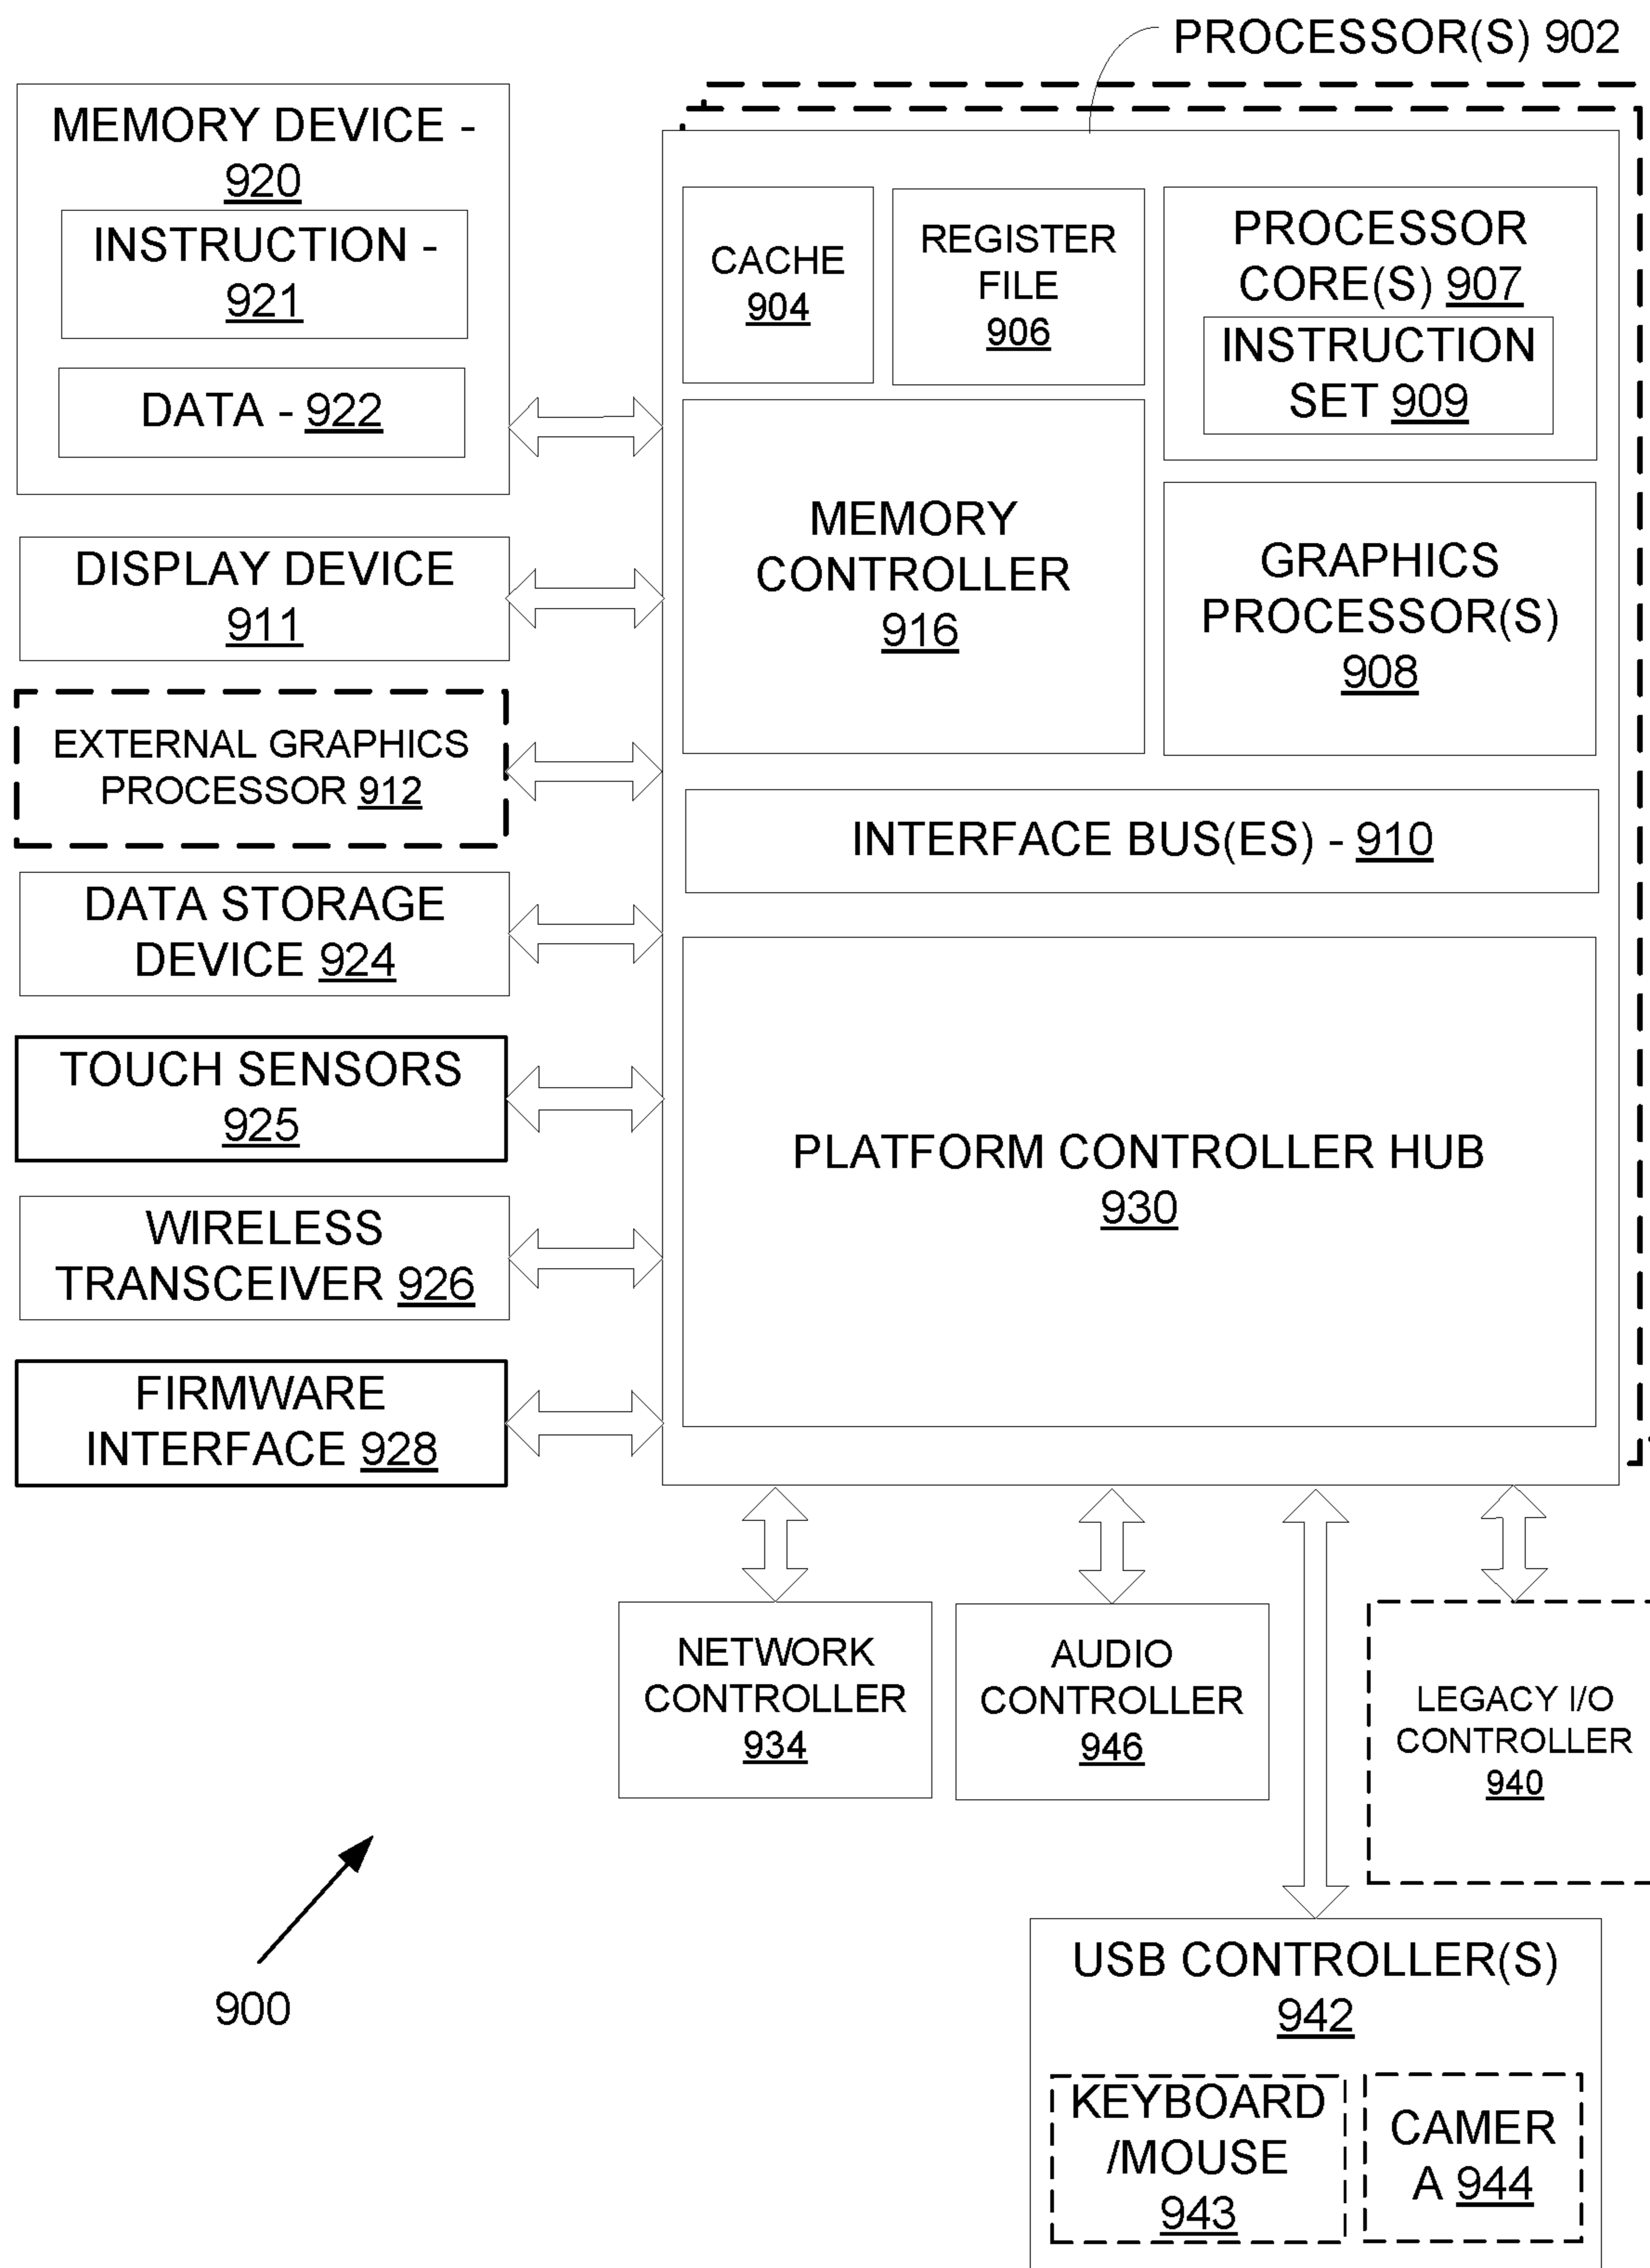 PROCESSOR(S) 902
MEMORY DEVICE -
920
INSTRUCTION -
921
DATA - 922
DISPLAY DEVICE
911
EXTERNAL GRAPHICS
PROCESSOR 912
DATA STORAGE
DEVICE 924
TOUCH SENSORS
925
WIRELESS
TRANSCEIVER 926
FIRMWARE
INTERFACE 928
CACHE
904
REGISTER
FILE
906
PROCESSOR
CORE(S) 907
INSTRUCTION
SET 909
MEMORY
CONTROLLER
916
GRAPHICS
PROCESSOR(S)
908
INTERFACE BUS(ES) - 910
PLATFORM CONTROLLER HUB
930
NETWORK
CONTROLLER
934
AUDIO
CONTROLLER
946
LEGACY I/O
CONTROLLER
940
USB CONTROLLER(S)
942
KEYBOARD
/MOUSE
943
CAMER
A 944
900